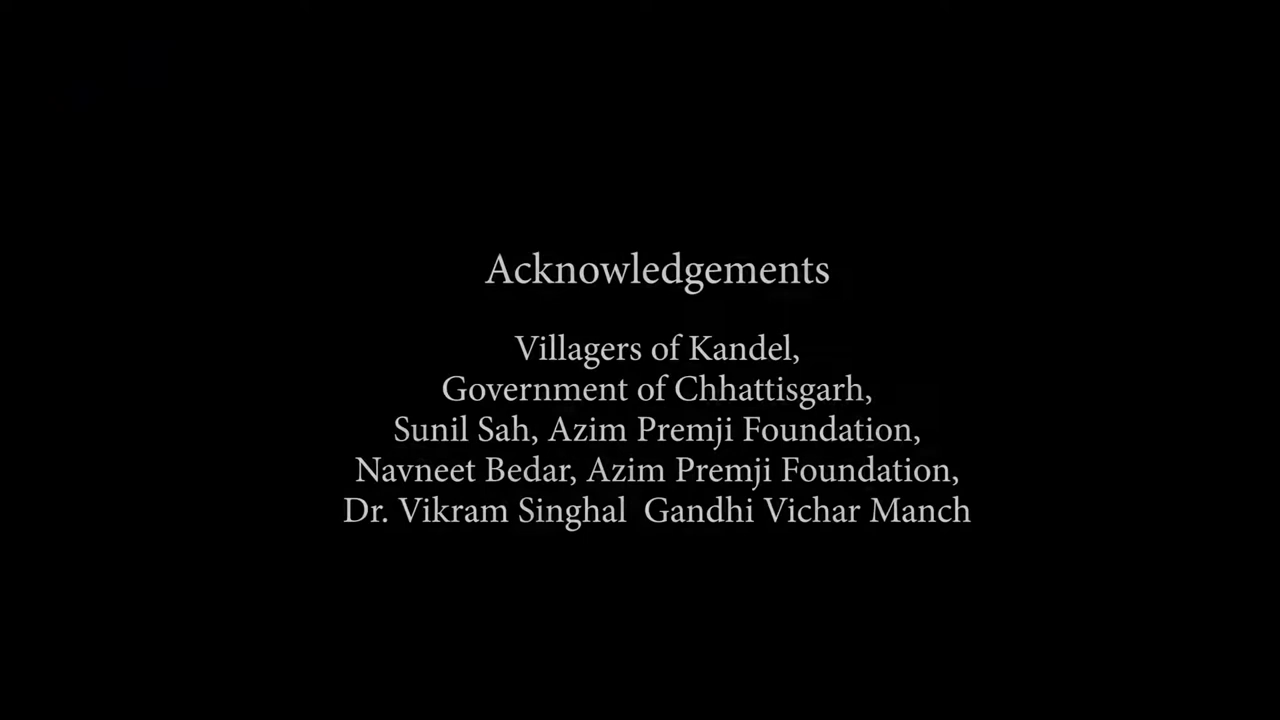 Acknowledgements
Villagers of Kandel,
Government of Chhattisgarh,
Sunil Sah, Azim Premji Foundation,
Navneet Bedar, Azim Premji Foundation,
Dr. Vikram Singhal  Gandhi Vichar Manch